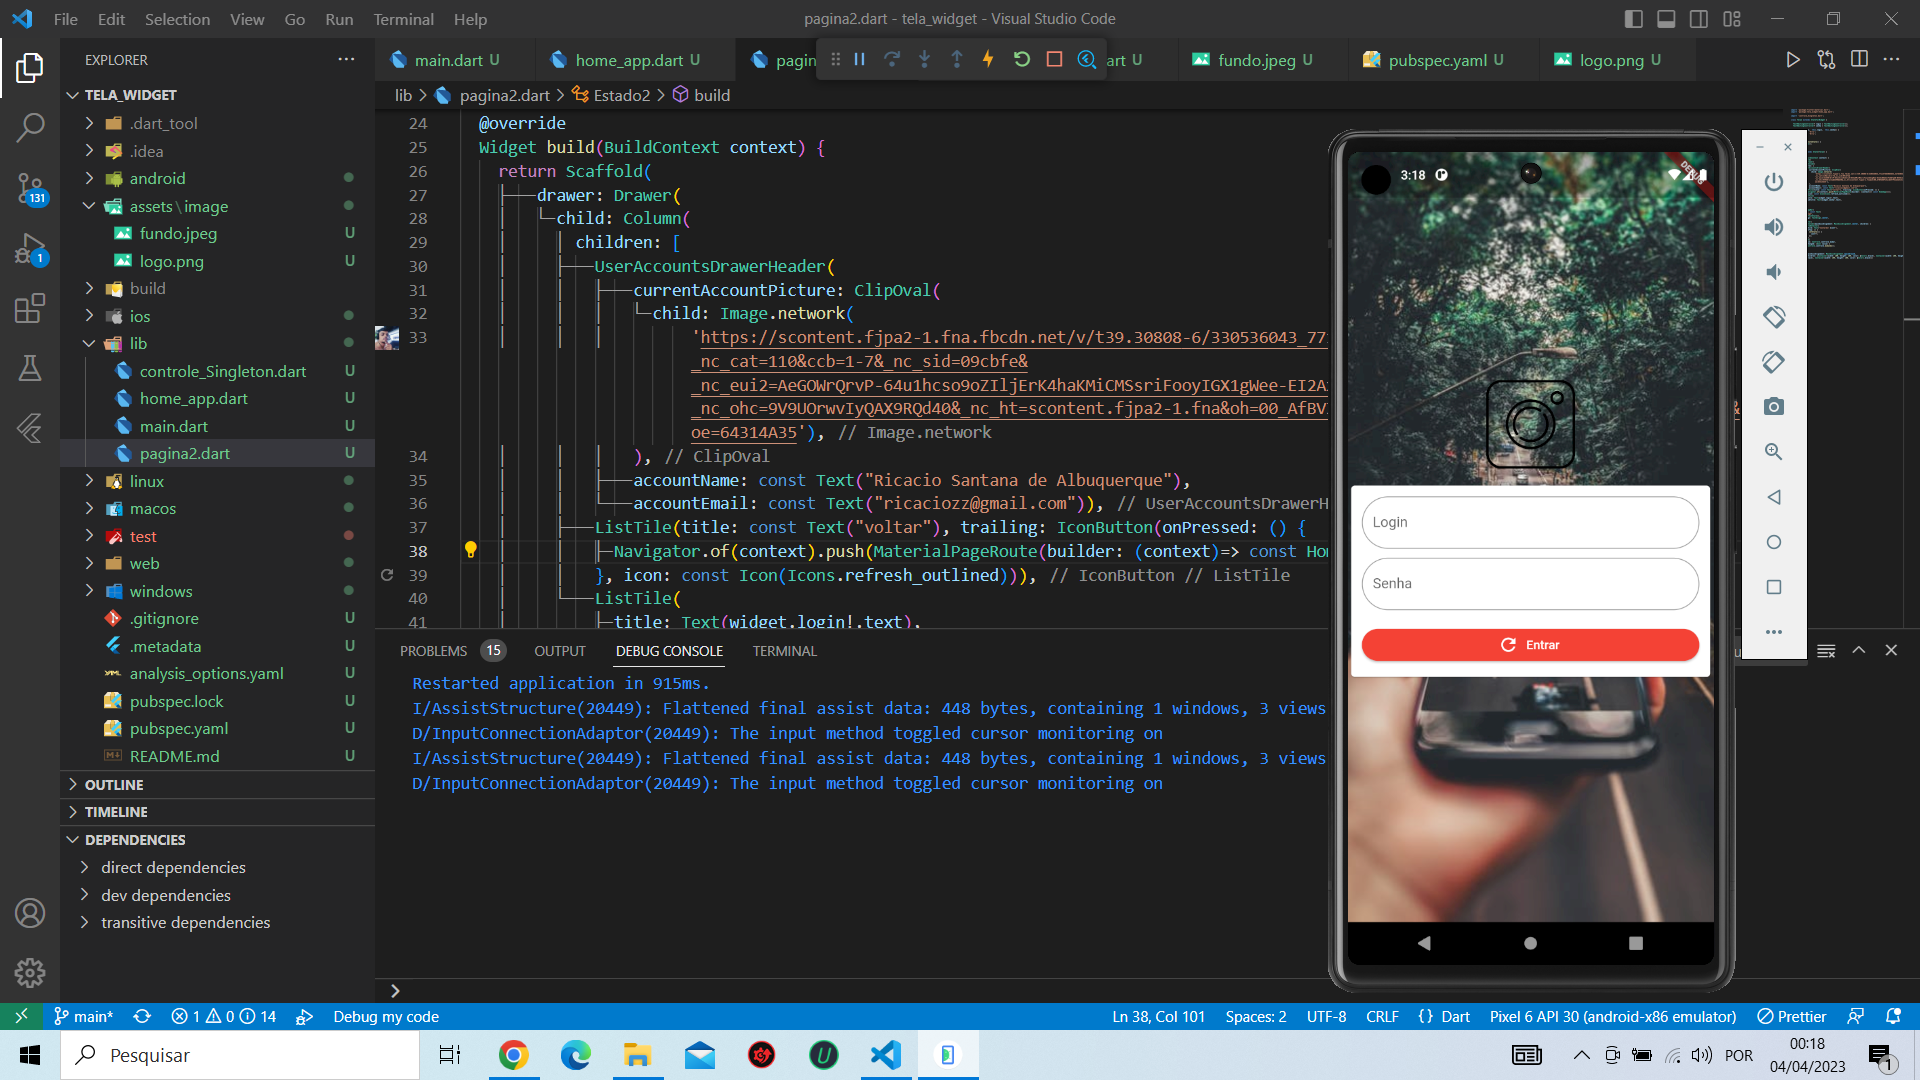 File Edit Selection View Go Run Terminal Help
pagina2.dart - tela_widget - Visual Studio Code
EXPLORER
TELA_WIDGET
.dart_tool
.idea
android
assets\image
fundo.jpeg U
logo.png U
build
ios
lib
controle_Singleton.dart U
home_app.dart U
main.dart U
pagina2.dart U
linux
macos
test
web
windows
.gitignore U
.metadata U
analysis_options.yaml U
pubspec.lock U
pubspec.yaml U
README.md U
OUTLINE
TIMELINE
DEPENDENCIES
direct dependencies
dev dependencies
transitive dependencies
131
1
main.dart U
home_app.dart U
pagin
art U
fundo.jpeg U
pubspec.yaml U
logo.png U
lib > pagina2.dart > Estado2 > build
24 @override
25 Widget build(BuildContext context) {
26 return Scaffold(
27 drawer: Drawer(
28 child: Column(
29 children: [
30 UserAccountsDrawerHeader(
31 currentAccountPicture: ClipOval(
32 child: Image.network(
33 'https://scontent.fjpa2-1.fna.fbcdn.net/v/t39.30808-6/330536043_77
_nc_cat=110&ccb=1-7&_nc_sid=09cbfe&
_nc_eui2=AeGOWrQrvP-64u1hcso9oZIljErK4haKMiCMSsriFooyIGX1gWee-EI2A
_nc_ohc=9V9UOrwvIyQAX9RQd40&_nc_ht=scontent.fjpa2-1.fna&oh=00_AfBV
oe=64314A35'), // Image.network
34 ), // ClipOval
35 accountName: const Text("Ricacio Santana de Albuquerque"),
36 accountEmail: const Text("ricaciozz@gmail.com")), // UserAccountsDrawerH
37 ListTile(title: const Text("voltar"), trailing: IconButton(onPressed: () {
38 Navigator.of(context).push(MaterialPageRoute(builder: (context)=> const Ho
39 }, icon: const Icon(Icons.refresh_outlined))), // IconButton // ListTile
40 ListTile(
41 title: Text(widget.login!.text),
PROBLEMS 15 OUTPUT DEBUG CONSOLE TERMINAL
Restarted application in 915ms.
I/AssistStructure(20449): Flattened final assist data: 448 bytes, containing 1 windows, 3 views
D/InputConnectionAdaptor(20449): The input method toggled cursor monitoring on
I/AssistStructure(20449): Flattened final assist data: 448 bytes, containing 1 windows, 3 views
D/InputConnectionAdaptor(20449): The input method toggled cursor monitoring on
3:18
DEBUG
Login
Senha
Entrar
main* 1 0 14 Debug my code
Ln 38, Col 101 Spaces: 2 UTF-8 CRLF {} Dart Pixel 6 API 30 (android-x86 emulator) Prettier
Pesquisar
POR
00:18
04/04/2023
1